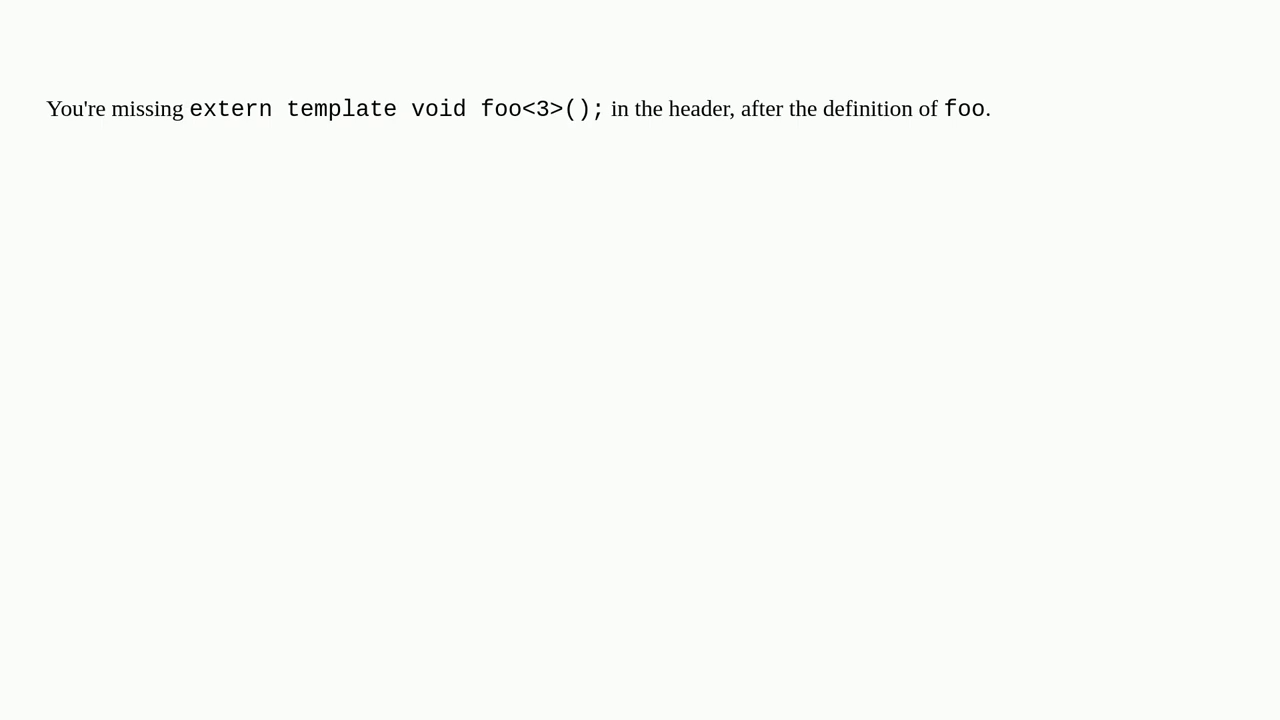 You're missing extern template void foo<3>(); in the header, after the definition of foo.